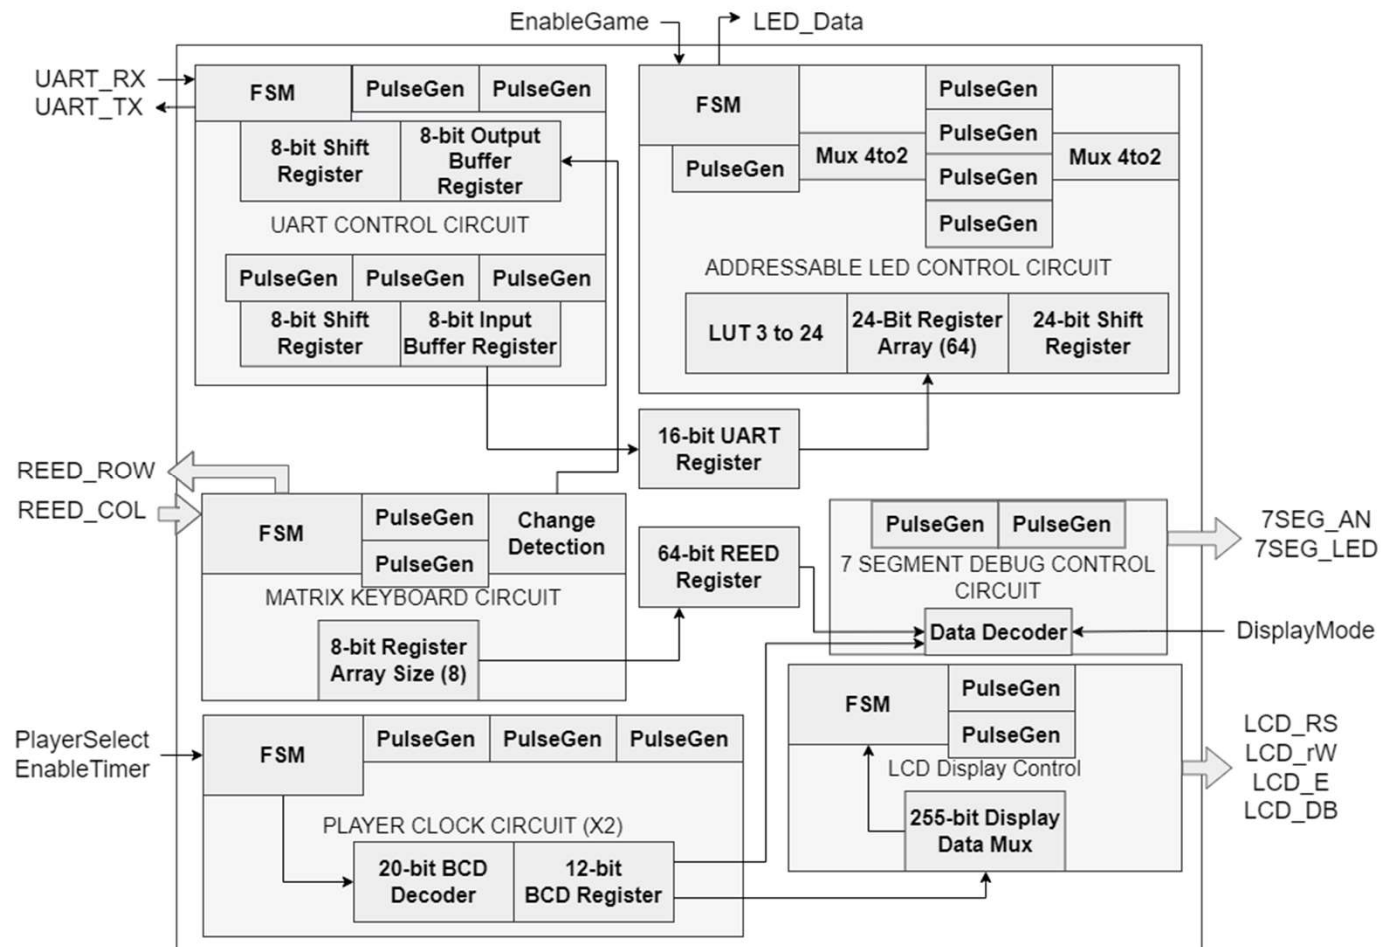 EnableGame
LED_Data
UART_RX
UART_TX
FSM
PulseGen
PulseGen
8-bit Shift
Register
8-bit Output
Buffer
Register
UART CONTROL CIRCUIT
PulseGen
PulseGen
PulseGen
8-bit Shift
Register
8-bit Input
Buffer Register
FSM
PulseGen
Mux 4to2
PulseGen
PulseGen
PulseGen
PulseGen
Mux 4to2
ADDRESSABLE LED CONTROL CIRCUIT
LUT 3 to 24
24-Bit Register
Array (64)
24-bit Shift
Register
16-bit UART
Register
REED_ROW
REED_COL
FSM
PulseGen
PulseGen
Change
Detection
MATRIX KEYBOARD CIRCUIT
8-bit Register
Array Size (8)
64-bit REED
Register
PulseGen
PulseGen
7 SEGMENT DEBUG CONTROL
CIRCUIT
Data Decoder
7SEG_AN
7SEG_LED
DisplayMode
PlayerSelect
EnableTimer
FSM
PulseGen
PulseGen
PulseGen
PLAYER CLOCK CIRCUIT (X2)
20-bit BCD
Decoder
12-bit
BCD Register
FSM
PulseGen
PulseGen
LCD Display Control
255-bit Display
Data Mux
LCD_RS
LCD_rW
LCD_E
LCD_DB